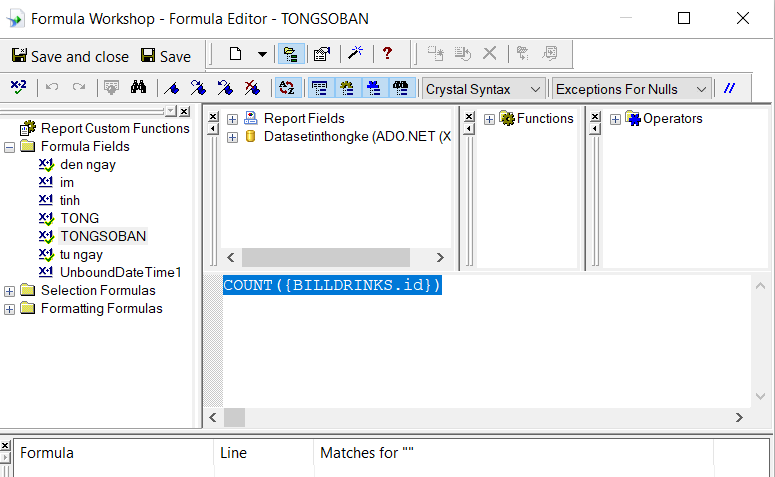 Formula Workshop - Formula Editor - TONGSOBAN
Save and close Save
Crystal Syntax Exceptions For Nulls //
Report Custom Functions
Formula Fields
den ngay
im
tinh
TONG
TONGSOBAN
tu ngay
UnboundDateTime1
Selection Formulas
Formatting Formulas
Report Fields
Datasetinthongke (ADO.NET (X
Functions
Operators
COUNT({BILLDRINKS.id})
Formula Line Matches for ""